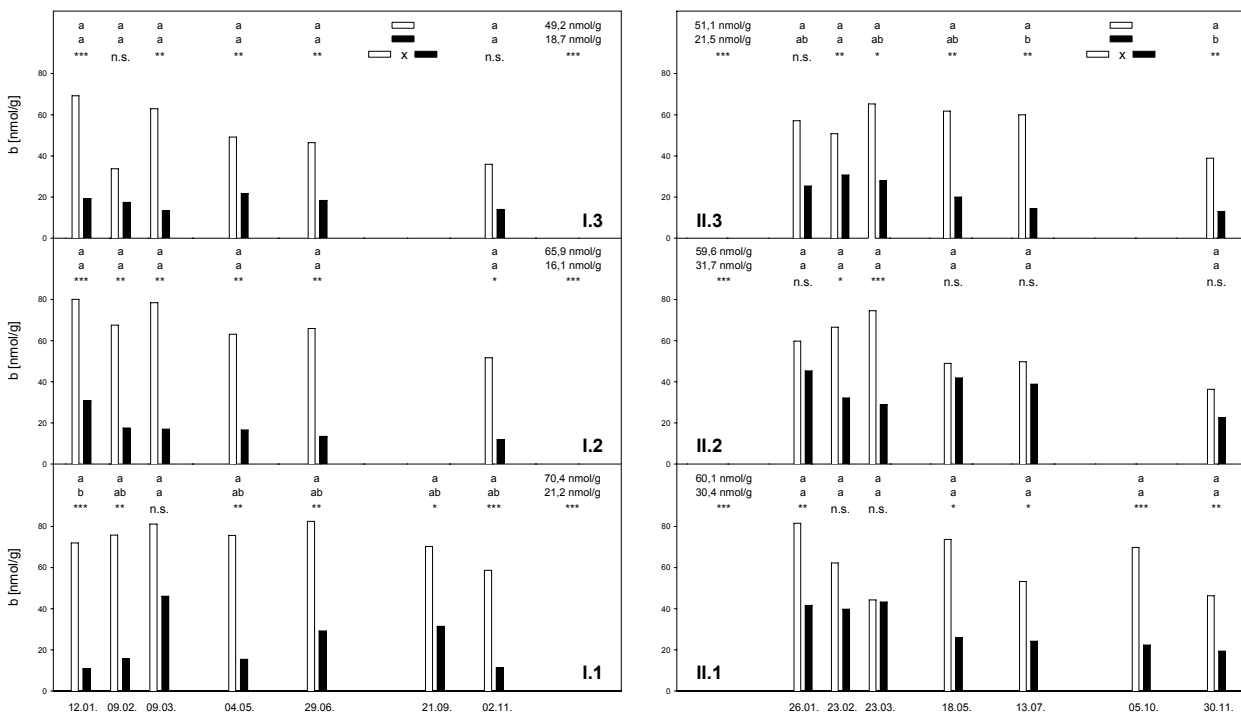 a a a a a a 49,2 nmol/g
a a a a a a 18,7 nmol/g
*** n.s. ** ** ** x n.s. ***
b [nmol/g]
80
60
40
20
0
I.3
a a a a a a 65,9 nmol/g
a a a a a a 16,1 nmol/g
*** ** ** ** ** * ***
b [nmol/g]
80
60
40
20
0
I.2
a a a a a a a 70,4 nmol/g
b ab a ab ab ab ab 21,2 nmol/g
*** ** n.s. ** ** * *** ***
b [nmol/g]
80
60
40
20
0
I.1
12.01. 09.02. 09.03. 04.05. 29.06. 21.09. 02.11.
51,1 nmol/g a a a a a a
21,5 nmol/g ab a ab ab b b
*** n.s. ** * ** ** x **
80
60
40
20
0
II.3
59,6 nmol/g a a a a a a
31,7 nmol/g a a a a a a
*** n.s. * *** n.s. n.s. n.s.
80
60
40
20
0
II.2
60,1 nmol/g a a a a a a a
30,4 nmol/g a a a a a a a
*** ** n.s. n.s. * * *** **
80
60
40
20
0
II.1
26.01. 23.02. 23.03. 18.05. 13.07. 05.10. 30.11.